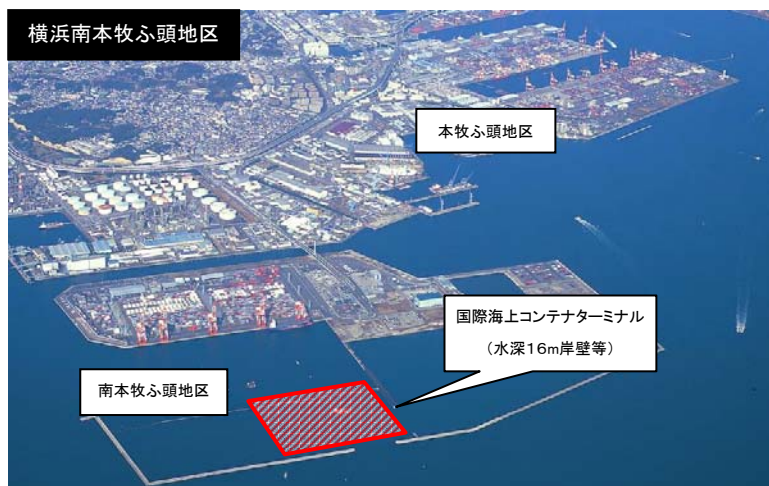 横浜南本牧ふ頭地区
本牧ふ頭地区
国際海上コンテナターミナル
（水深16m岸壁等）
南本牧ふ頭地区